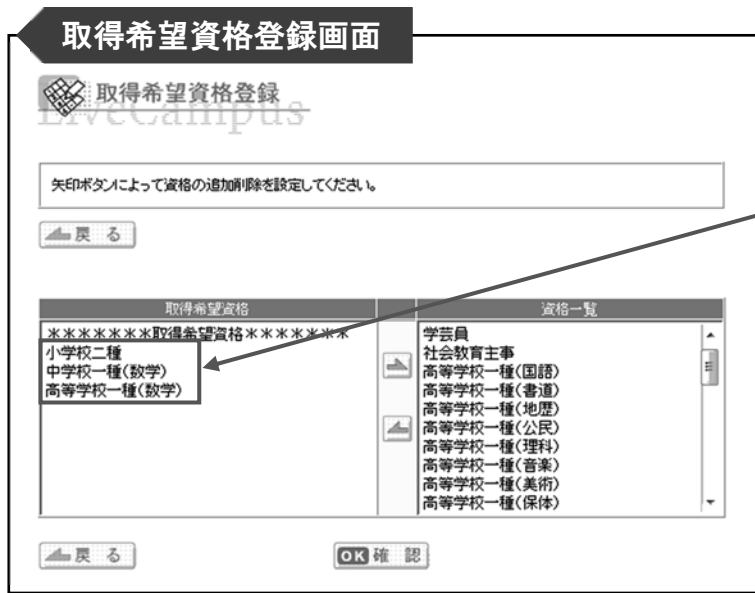 取得希望資格登録画面
取得希望資格登録
LiveCampus
矢印ボタンによって資格の追加削除を設定してください。
戻 る
取得希望資格
資格一覧
*******取得希望資格*******
小学校二種
中学校一種(数学)
高等学校一種(数学)
学芸員
社会教育主事
高等学校一種(国語)
高等学校一種(書道)
高等学校一種(地歴)
高等学校一種(公民)
高等学校一種(理科)
高等学校一種(音楽)
高等学校一種(美術)
高等学校一種(保体)
戻 る
OK 確 認